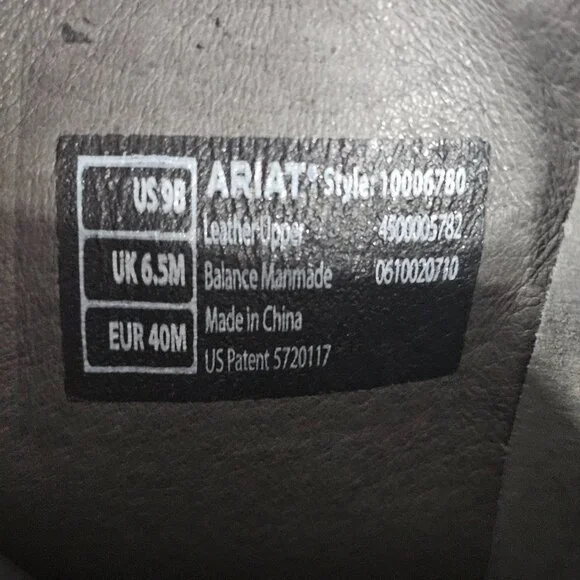 US 9B
UK 6.5M
EUR 40M
ARIAT® Style: 10006780
Leather Upper 4500005782
Balance Manmade 0610020710
Made in China
US Patent 5720117